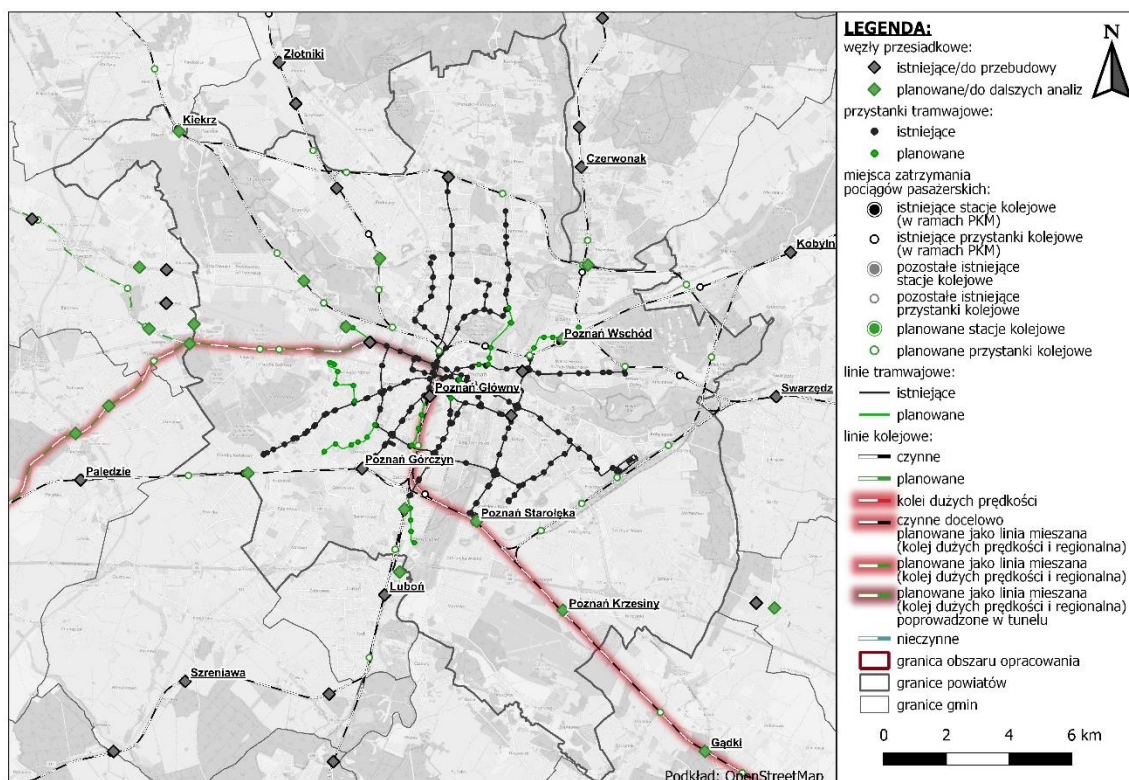 Złotniki
Kiekrz
Czerwonak
Kobyln
Poznań Wschód
Poznań Główny
Swarzędz
Palędzie
Poznań Górczyn
Poznań Starołęka
Luboń
Poznań Krzesiny
Szreniawa
Gądki
Podkład: OpenStreetMap
LEGENDA:
N
węzły przesiadkowe:
istniejące/do przebudowy
planowane/do dalszych analiz
przystanki tramwajowe:
istniejące
planowane
miejsca zatrzymania
pociągów pasażerskich:
istniejące stacje kolejowe
(w ramach PKM)
istniejące przystanki kolejowe
(w ramach PKM)
pozostałe istniejące
stacje kolejowe
pozostałe istniejące
przystanki kolejowe
planowane stacje kolejowe
planowane przystanki kolejowe
linie tramwajowe:
istniejące
planowane
linie kolejowe:
czynne
planowane
kolei dużych prędkości
czynne docelowo
planowane jako linia mieszana
(kolej dużych prędkości i regionalna)
planowane jako linia mieszana
(kolej dużych prędkości i regionalna)
planowane jako linia mieszana
(kolej dużych prędkości i regionalna)
poprowadzone w tunelu
nieczynne
granica obszaru opracowania
granice powiatów
granice gmin
0 2 4 6 km